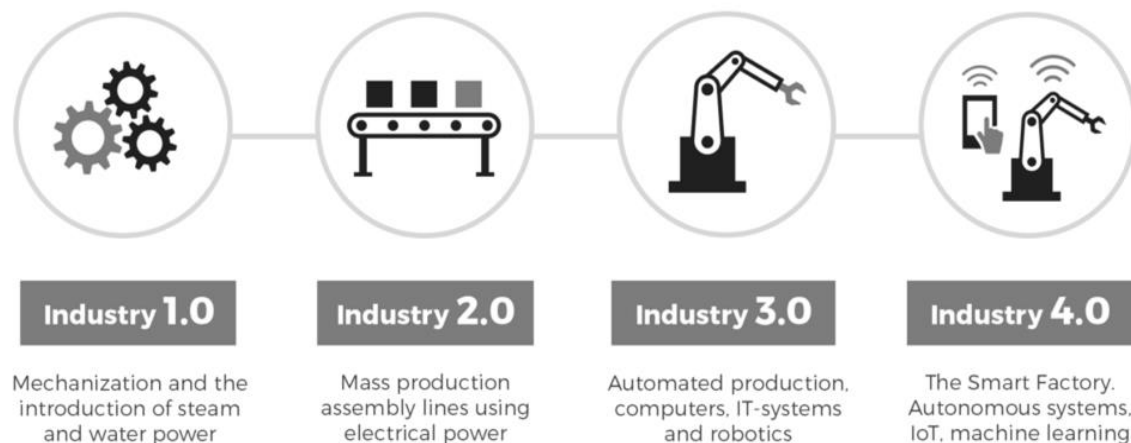 Industry 1.0
Mechanization and the
introduction of steam
and water power
Industry 2.0
Mass production
assembly lines using
electrical power
Industry 3.0
Automated production,
computers, IT-systems
and robotics
Industry 4.0
The Smart Factory.
Autonomous systems,
IoT, machine learning